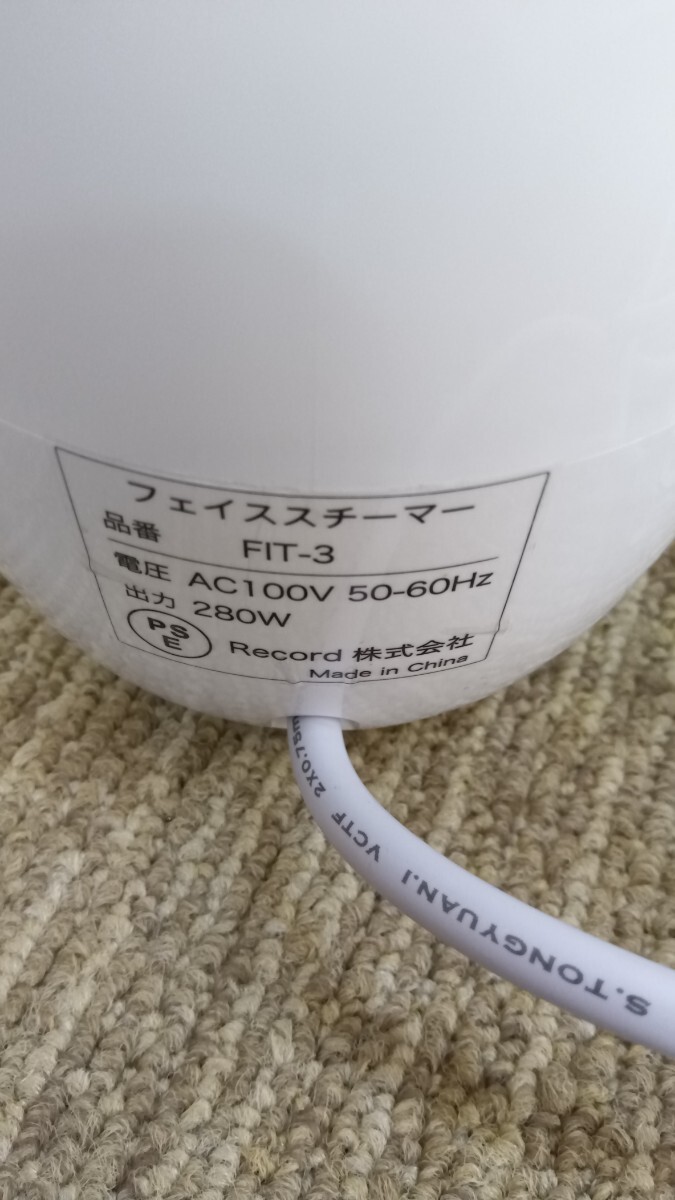 フェイススチーマー
品番 FIT-3
電圧 AC100V 50-60Hz
出力 280W
PS
E
Record 株式会社
Made in China
S.TONGYUAN.I VCTF 2X0.75m